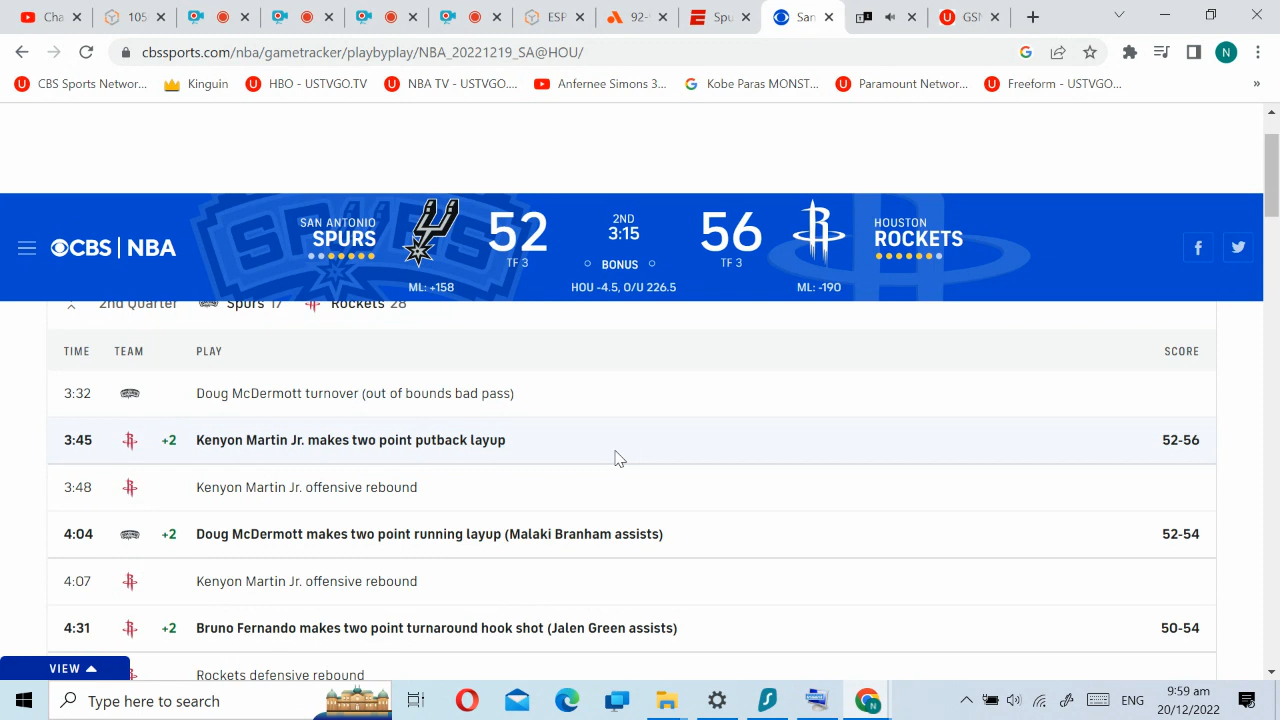 Cha
105
ESP
92-
Spu
San
GSN
cbssports.com/nba/gametracker/playbyplay/NBA_20221219_SA@HOU/
N
CBS Sports Networ...
Kinguin
HBO - USTVGO.TV
NBA TV - USTVGO....
Anfernee Simons 3...
Kobe Paras MONST...
Paramount Networ...
Freeform - USTVGO...
»
CBS | NBA
SAN ANTONIO
SPURS
52
TF 3
ML: +158
2ND
3:15
BONUS
HOU -4.5, O/U 226.5
56
TF 3
ML: -190
HOUSTON
ROCKETS
2nd Quarter Spurs 17 Rockets 28
TIME TEAM PLAY SCORE
3:32 Doug McDermott turnover (out of bounds bad pass)
3:45 +2 Kenyon Martin Jr. makes two point putback layup 52-56
3:48 Kenyon Martin Jr. offensive rebound
4:04 +2 Doug McDermott makes two point running layup (Malaki Branham assists) 52-54
4:07 Kenyon Martin Jr. offensive rebound
4:31 +2 Bruno Fernando makes two point turnaround hook shot (Jalen Green assists) 50-54
Rockets defensive rebound
VIEW
Type here to search
ENG
9:59 am
20/12/2022